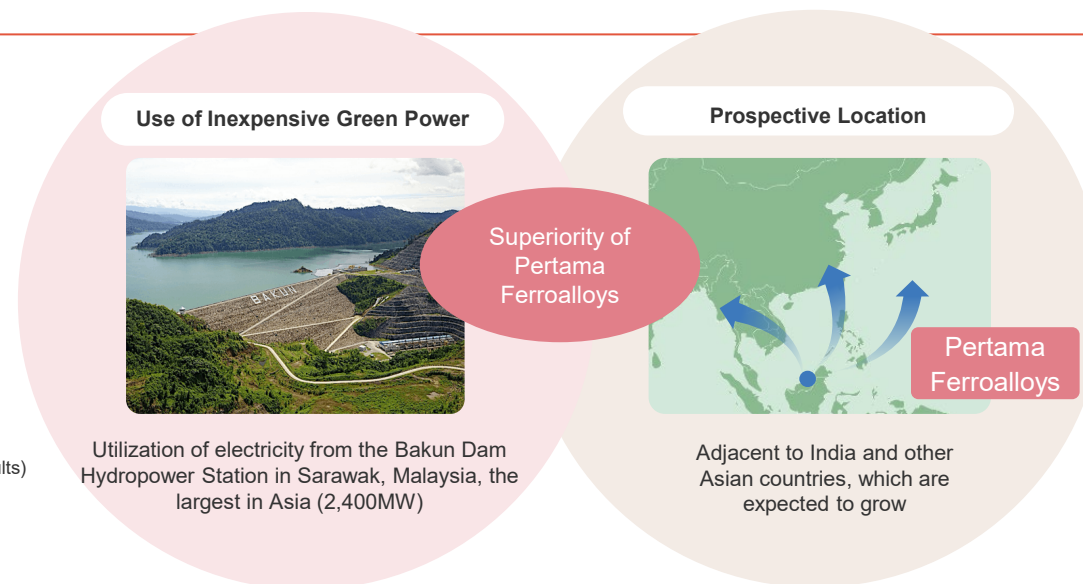 Use of Inexpensive Green Power
Prospective Location
BAKUN
Superiority of
Pertama
Ferroalloys
Pertama
Ferroalloys
ults)
Utilization of electricity from the Bakun Dam
Hydropower Station in Sarawak, Malaysia, the
largest in Asia (2,400MW)
Adjacent to India and other
Asian countries, which are
expected to grow